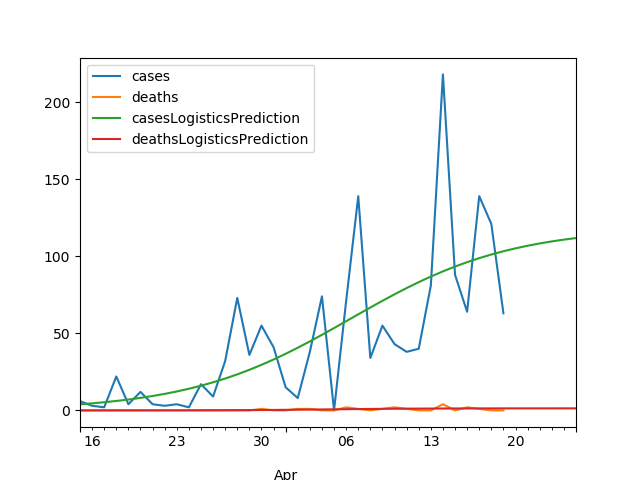 cases
deaths
casesLogisticsPrediction
deathsLogisticsPrediction
200
150
100
50
0
16 23 30 06 13 20
Apr